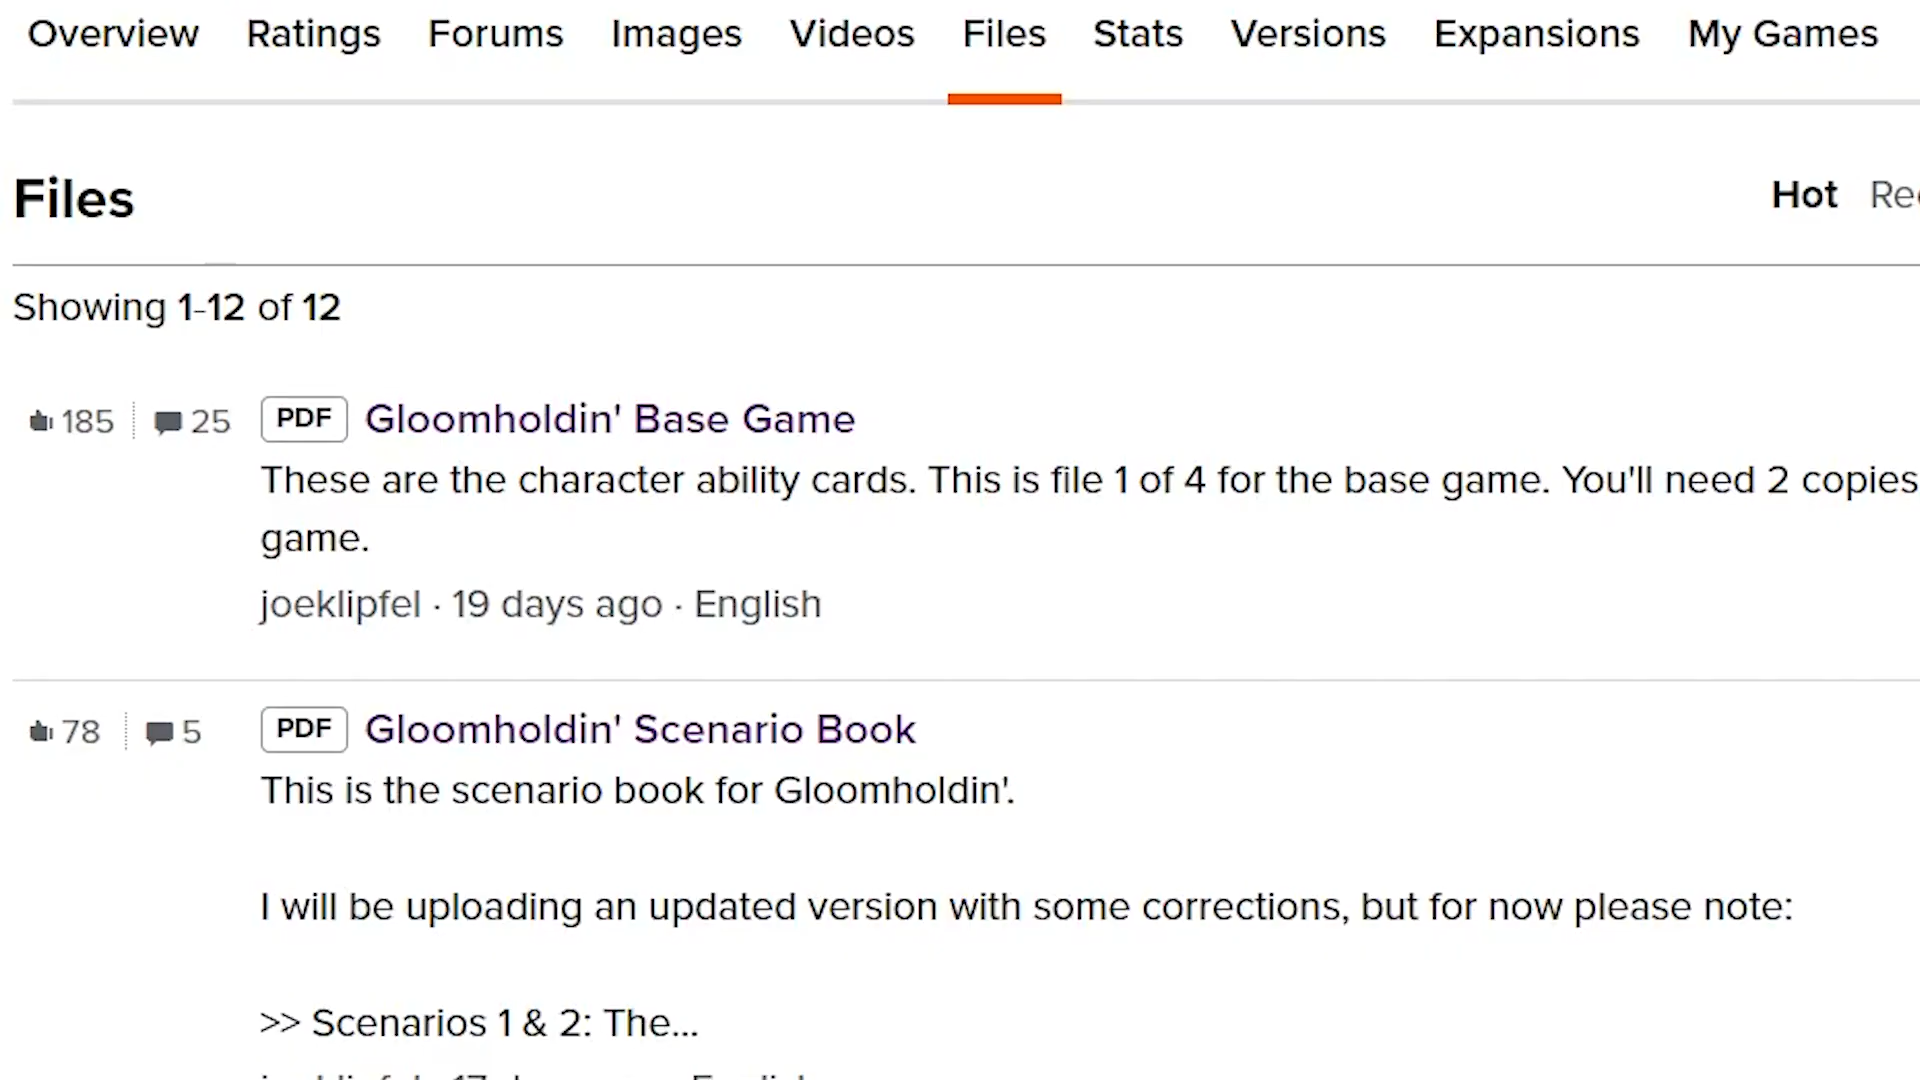 Overview Ratings Forums Images Videos Files Stats Versions Expansions My Games
Files
Hot
Showing 1-12 of 12
185 25 PDF Gloomholdin' Base Game
These are the character ability cards. This is file 1 of 4 for the base game. You'll need 2 copies
game.
joeklipfel · 19 days ago · English
78 5 PDF Gloomholdin' Scenario Book
This is the scenario book for Gloomholdin'.
I will be uploading an updated version with some corrections, but for now please note:
>> Scenarios 1 & 2: The...